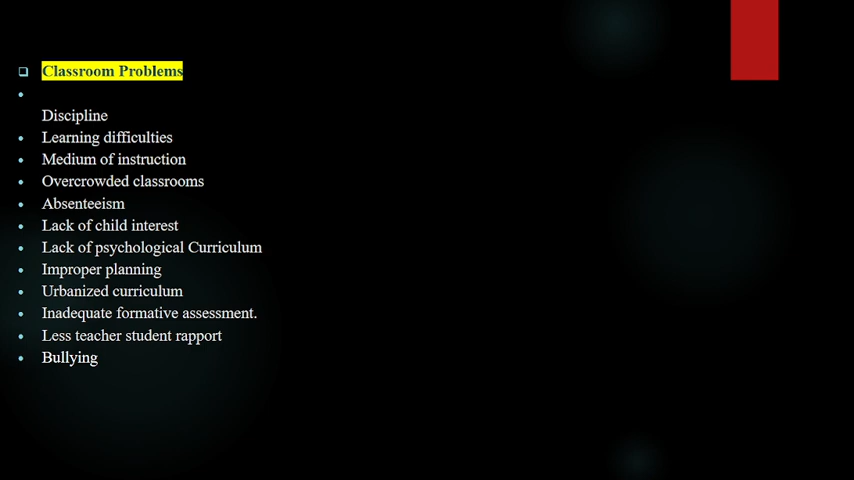 Classroom Problems
Discipline
Learning difficulties
Medium of instruction
Overcrowded classrooms
Absenteeism
Lack of child interest
Lack of psychological Curriculum
Improper planning
Urbanized curriculum
Inadequate formative assessment.
Less teacher student rapport
Bullying